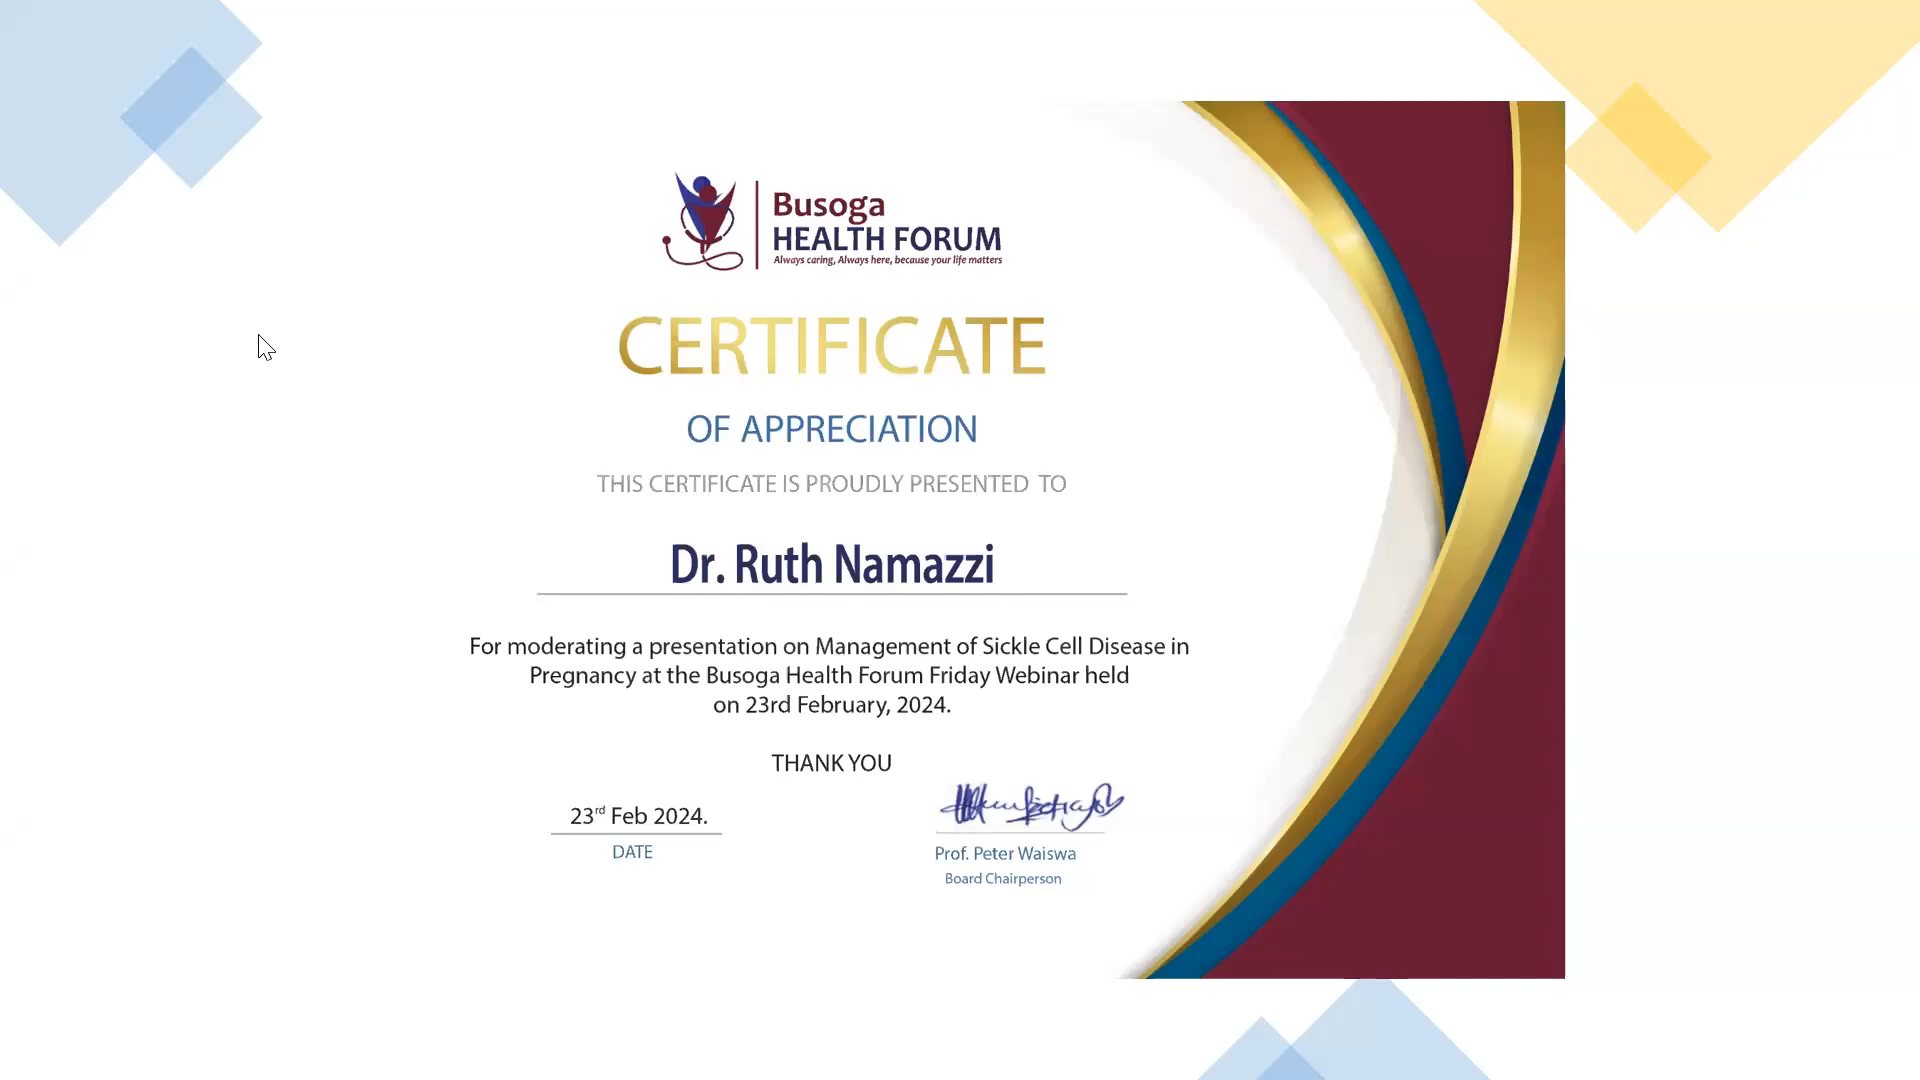 Busoga
HEALTH FORUM
Always caring, Always here, because your life matters
CERTIFICATE
OF APPRECIATION
THIS CERTIFICATE IS PROUDLY PRESENTED TO
Dr. Ruth Namazzi
For moderating a presentation on Management of Sickle Cell Disease in
Pregnancy at the Busoga Health Forum Friday Webinar held
on 23rd February, 2024.
THANK YOU
23rd Feb 2024.
DATE
Prof. Peter Waiswa
Board Chairperson